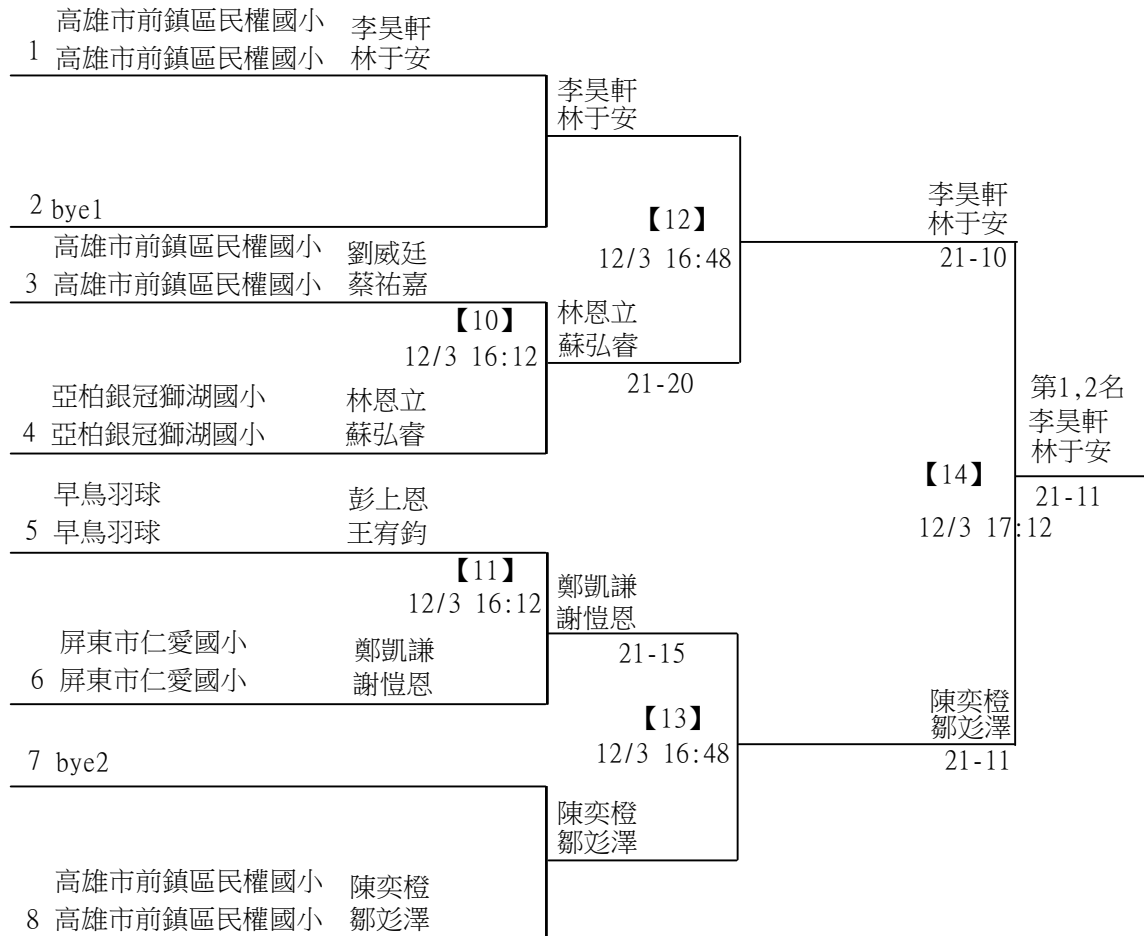 高雄市前鎮區民權國小 李昊軒
1 高雄市前鎮區民權國小 林于安
李昊軒
林于安
2 bye1
【12】
12/3 16:48
李昊軒
林于安
21-10
高雄市前鎮區民權國小 劉威廷
3 高雄市前鎮區民權國小 蔡祐嘉
【10】
12/3 16:12
林恩立
蘇弘睿
21-20
亞柏銀冠獅湖國小 林恩立
4 亞柏銀冠獅湖國小 蘇弘睿
第1,2名
李昊軒
林于安
21-11
【14】
12/3 17:12
早鳥羽球 彭上恩
5 早鳥羽球 王宥鈞
【11】
12/3 16:12
鄭凱謙
謝愷恩
21-15
屏東市仁愛國小 鄭凱謙
6 屏東市仁愛國小 謝愷恩
【13】
12/3 16:48
陳奕橙
鄒彣澤
21-11
7 bye2
陳奕橙
鄒彣澤
高雄市前鎮區民權國小 陳奕橙
8 高雄市前鎮區民權國小 鄒彣澤